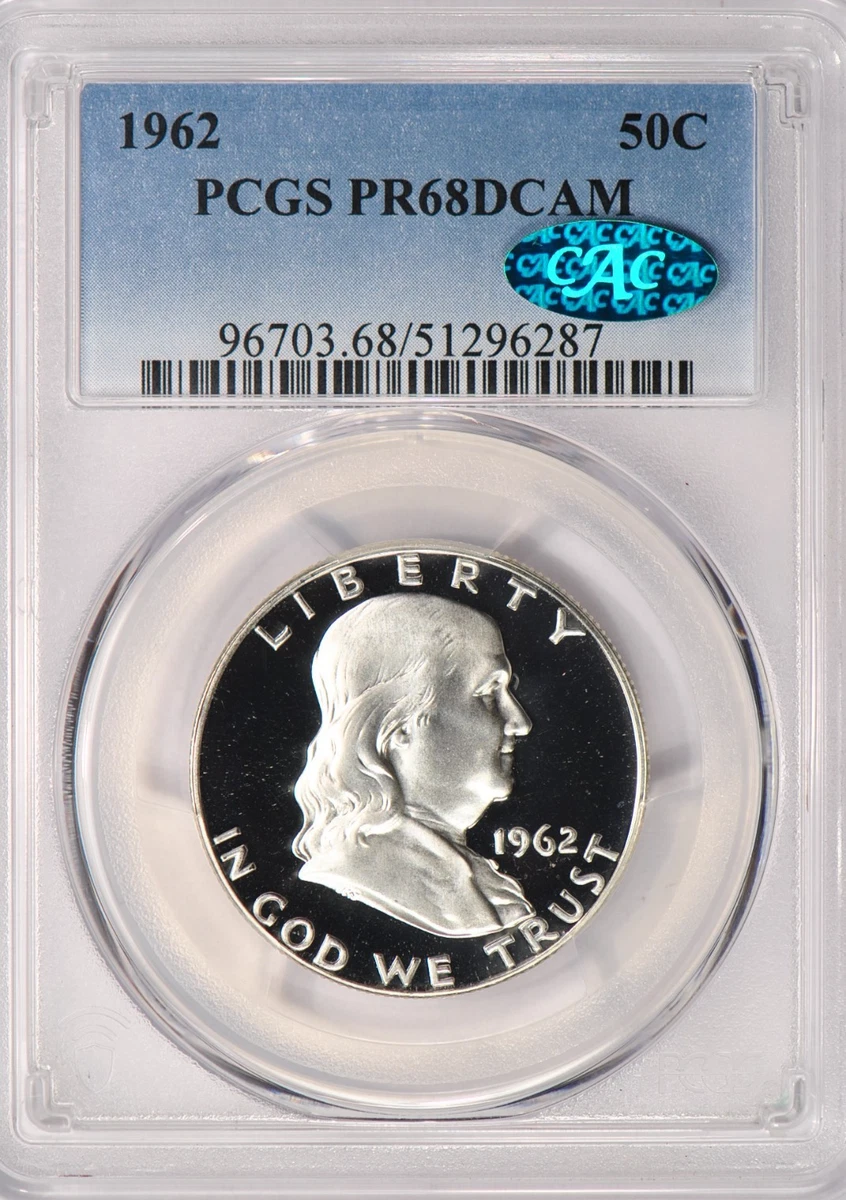 1962 50C
PCGS PR68DCAM
CAC
96703.68/51296287
LIBERTY
1962
IN GOD WE TRUST